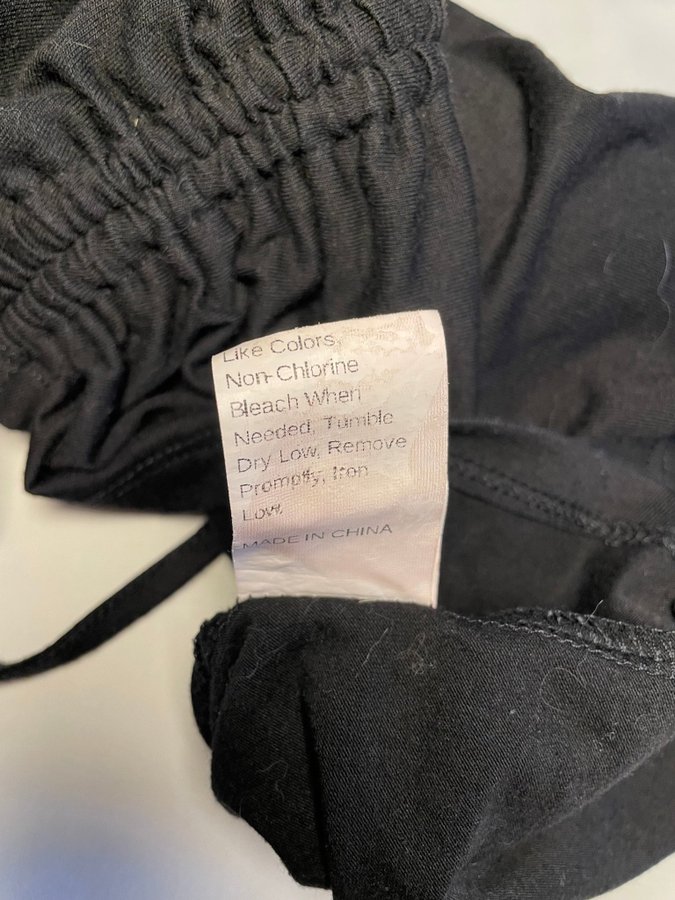 Like Colors,
Non-Chlorine
Bleach When
Needed, Tumble
Dry Low, Remove
Promptly, Iron
Low.
MADE IN CHINA